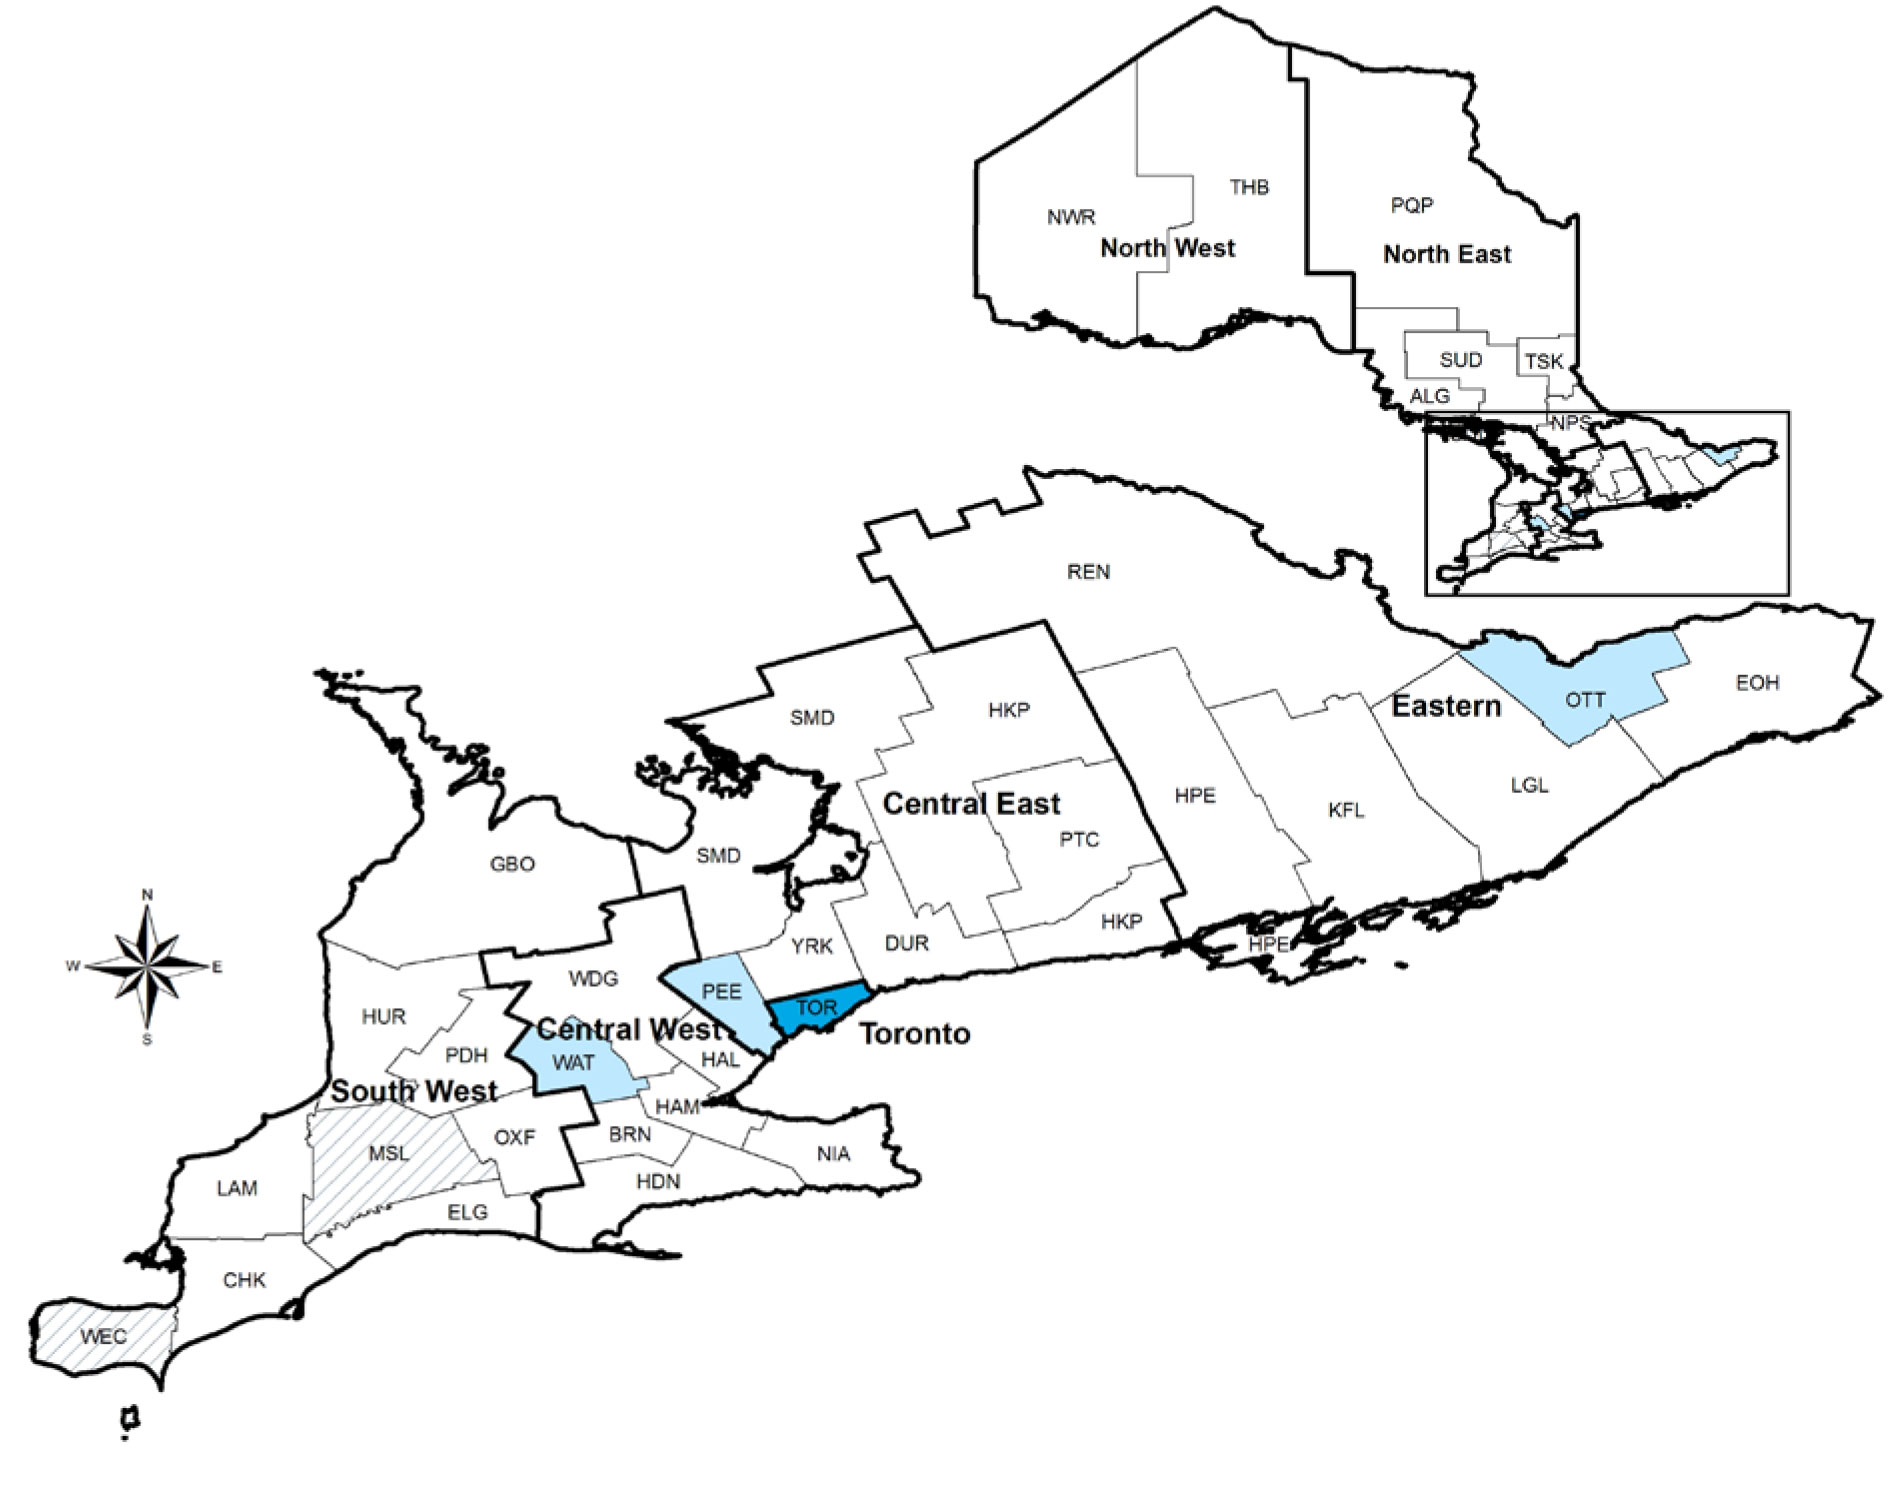 THB
PQP
NWR
North West
North East
SUD
TSK
ALG
NPS
REN
EOH
OTT
Eastern
SMD
HKP
LGL
HPE
Central East
KFL
PTC
SMD
GBO
N
W
E
S
HKP
HPE
YRK
DUR
WDG
PEE
TOR
Toronto
HUR
Central West
PDH
WAT
HAL
South West
HAM
BRN
OXF
MSL
NIA
HDN
LAM
ELG
CHK
WEC